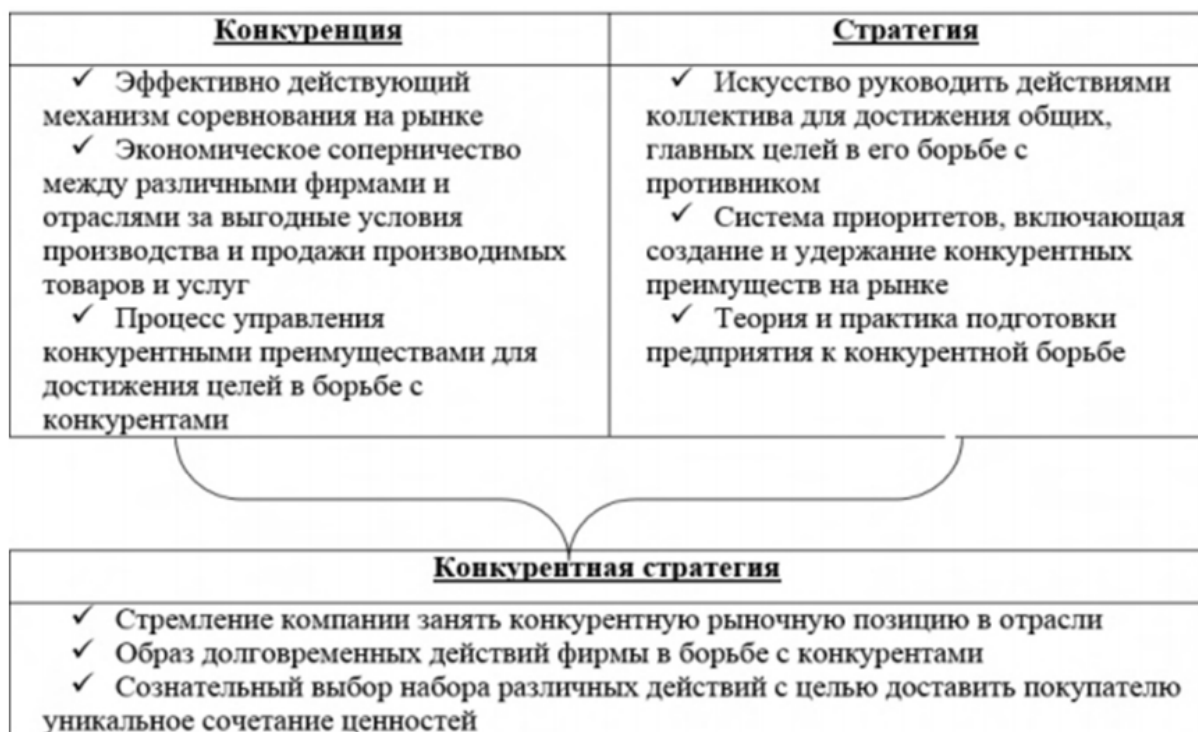 Конкуренция
✓ Эффективно действующий
механизм соревнования на рынке
✓ Экономическое соперничество
между различными фирмами и
отраслями за выгодные условия
производства и продажи производимых
товаров и услуг
✓ Процесс управления
конкурентными преимуществами для
достижения целей в борьбе с
конкурентами
Стратегия
✓ Искусство руководить действиями
коллектива для достижения общих,
главных целей в его борьбе с
противником
✓ Система приоритетов, включающая
создание и удержание конкурентных
преимуществ на рынке
✓ Теория и практика подготовки
предприятия к конкурентной борьбе
Конкурентная стратегия
✓ Стремление компании занять конкурентную рыночную позицию в отрасли
✓ Образ долговременных действий фирмы в борьбе с конкурентами
✓ Сознательный выбор набора различных действий с целью доставить покупателю
уникальное сочетание ценностей